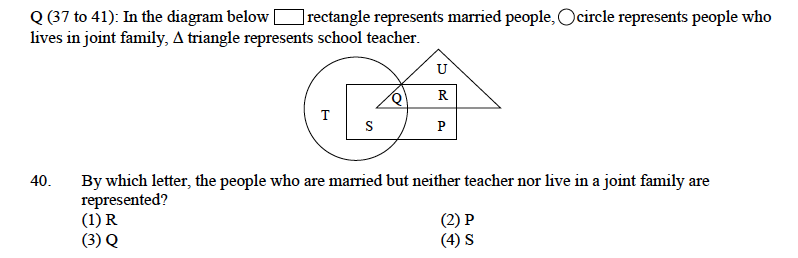 Q (37 to 41): In the diagram below rectangle represents married people, circle represents people who
lives in joint family, Δ triangle represents school teacher.
U
Q R
T
S P
40. By which letter, the people who are married but neither teacher nor live in a joint family are
represented?
(1) R (2) P
(3) Q (4) S